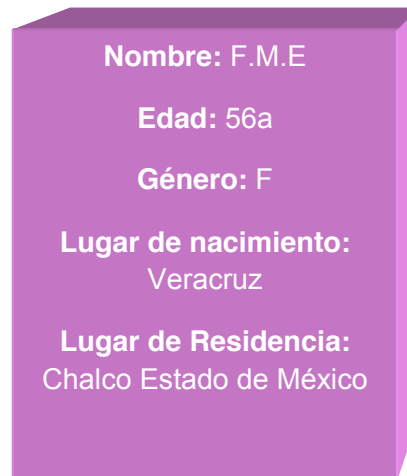 Nombre: F.M.E
Edad: 56a
Género: F
Lugar de nacimiento:
Veracruz
Lugar de Residencia:
Chalco Estado de México